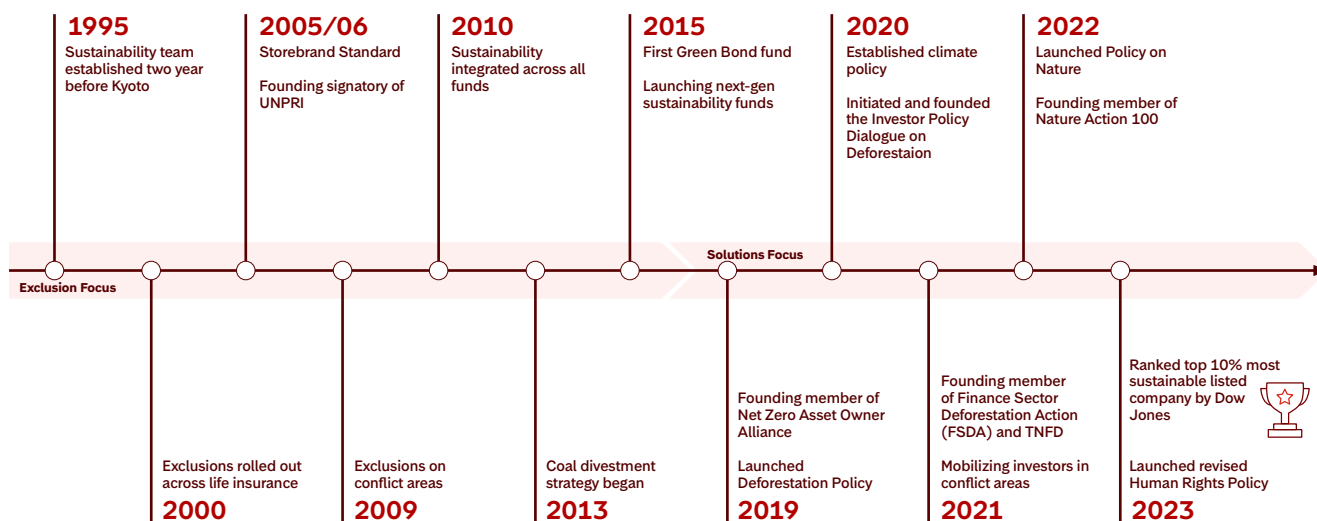 1995
Sustainability team
established two year
before Kyoto
2005/06
Storebrand Standard
Founding signatory of
UNPRI
2010
Sustainability
integrated across all
funds
2015
First Green Bond fund
Launching next-gen
sustainability funds
2020
Established climate
policy
Initiated and founded
the Investor Policy
Dialogue on
Deforestaion
2022
Launched Policy on
Nature
Founding member of
Nature Action 100
Solutions Focus
Exclusion Focus
Exclusions rolled out
across life insurance
2000
Exclusions on
conflict areas
2009
Coal divestment
strategy began
2013
Founding member of
Net Zero Asset Owner
Alliance
Launched
Deforestation Policy
2019
Founding member
of Finance Sector
Deforestation Action
(FSDA) and TNFD
Mobilizing investors in
conflict areas
2021
Ranked top 10% most
sustainable listed
company by Dow
Jones
Launched revised
Human Rights Policy
2023